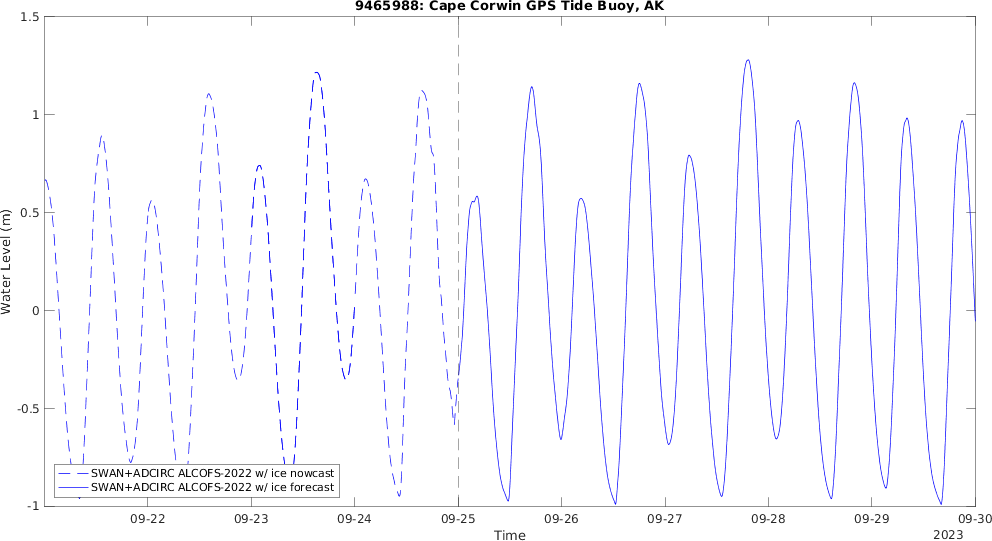 9465988: Cape Corwin GPS Tide Buoy, AK
1.5
1
0.5
0
-0.5
-1
Water Level (m)
SWAN+ADCIRC ALCOFS-2022 w/ ice nowcast
SWAN+ADCIRC ALCOFS-2022 w/ ice forecast
09-22 09-23 09-24 09-25 09-26 09-27 09-28 09-29 09-30
Time
2023